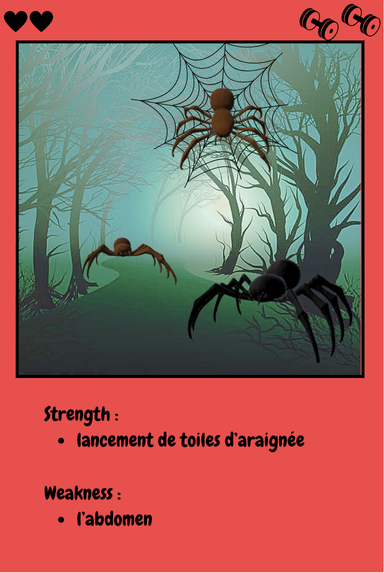 Strength :
• lancement de toiles d'araignée
Weakness :
• l'abdomen